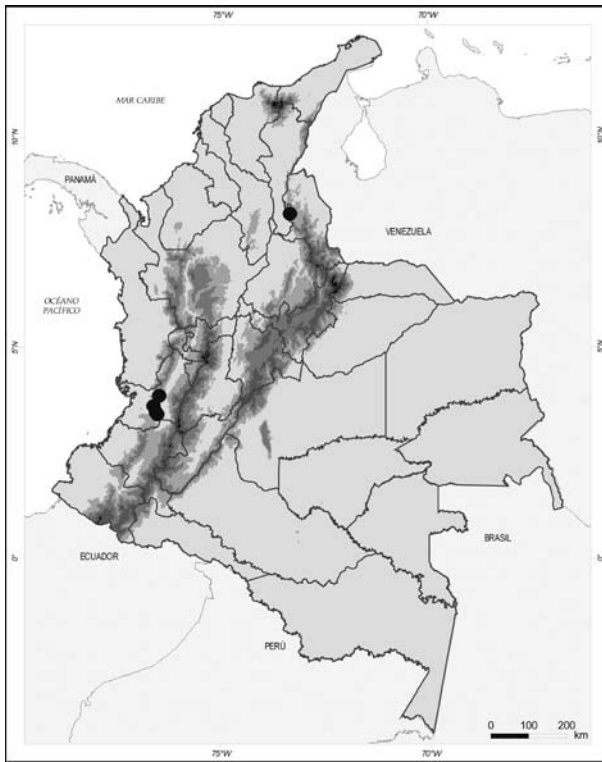 75°W 70°W
MAR CARIBE
10°N 10°N
PANAMÁ
VENEZUELA
OCÉANO
PACÍFICO
5°N 5°N
ECUADOR
0° 0°
BRASIL
PERÚ
0 100 200
km
75°W 70°W